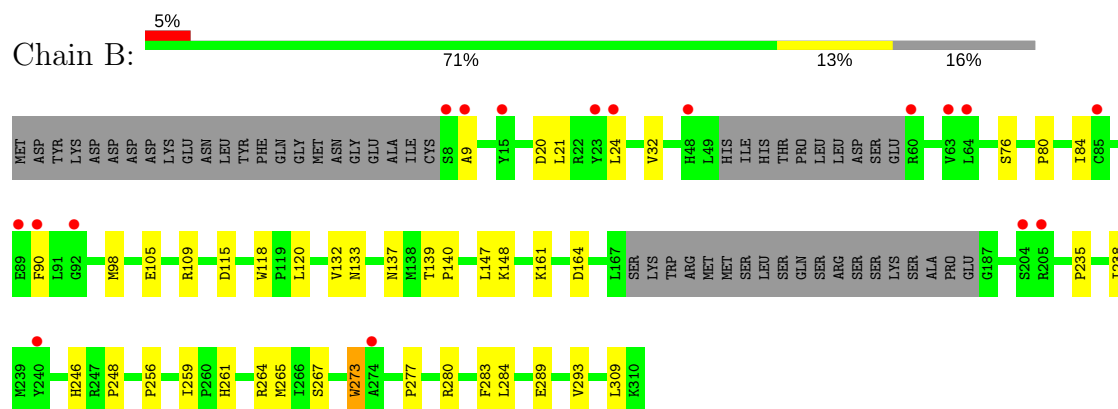 5%
Chain B:
71% 13% 16%
MET ASP TYR LYS ASP ASP ASP ASP LYS GLU ASN LEU TYR PHE GLN GLY MET ASN GLY GLU ALA ILE CYS S8 A9 Y15 D20 L21 R22 Y23 L24 V32 H48 L49 HIS ILE HIS THR PRO LEU LEU ASP SER GLU R60 V63 L64 S76 P80 I84 C85
E89 F90 L91 G92 M98 E105 R109 D115 W118 P119 L120 V132 N133 N137 M138 T139 P140 L147 K148 K161 D164 L167 SER LYS TRP ARG MET MET SER LEU SER GLN SER ARG SER SER LYS SER ALA PRO GLU G187 S204 R205 P235 I238
M239 Y240 H246 R247 P248 P256 I259 P260 H261 R264 M265 I266 S267 W273 A274 P277 R280 F283 L284 E289 V293 L309 K310